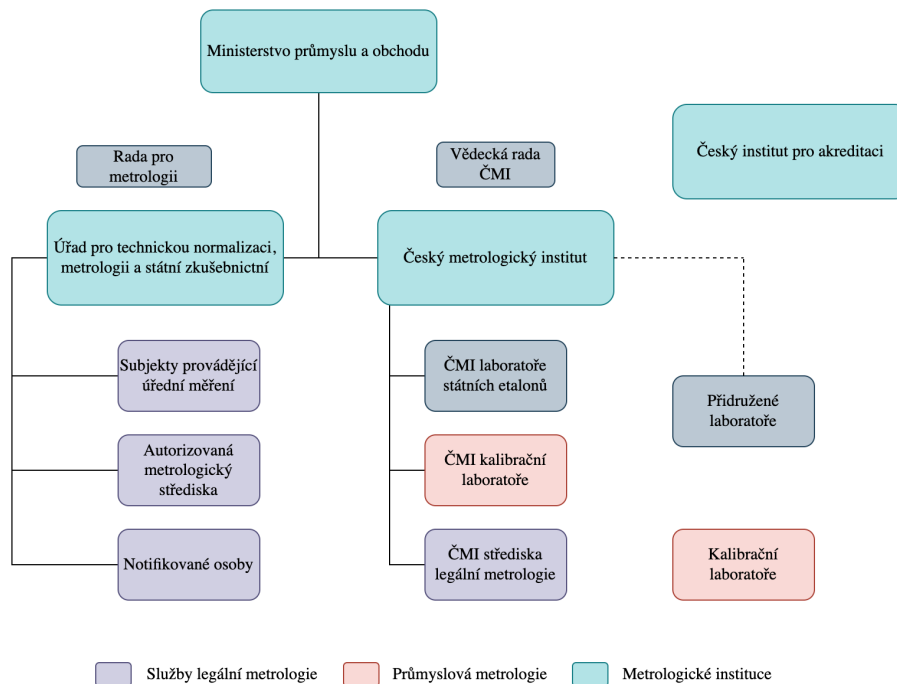 Ministerstvo průmyslu a obchodu
Rada pro
metrologii
Vědecká rada
ČMI
Český institut pro akreditaci
Úřad pro technickou normalizaci,
metrologii a státní zkušebnictní
Český metrologický institut
Subjekty provádějící
úřední měření
ČMI laboratoře
státních etalonů
Přidružené
laboratoře
Autorizovaná
metrologický
střediska
ČMI kalibrační
laboratoře
Notifikované osoby
ČMI střediska
legální metrologie
Kalibrační
laboratoře
Služby legální metrologie
Průmyslová metrologie
Metrologické instituce